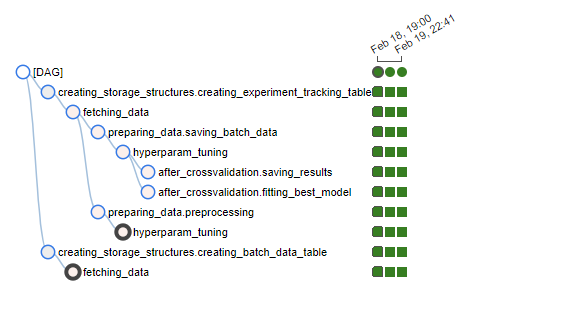 Feb 18, 19:00
Feb 19, 22:41
[DAG]
creating_storage_structures.creating_experiment_tracking_table
fetching_data
preparing_data.saving_batch_data
hyperparam_tuning
after_crossvalidation.saving_results
after_crossvalidation.fitting_best_model
preparing_data.preprocessing
hyperparam_tuning
creating_storage_structures.creating_batch_data_table
fetching_data